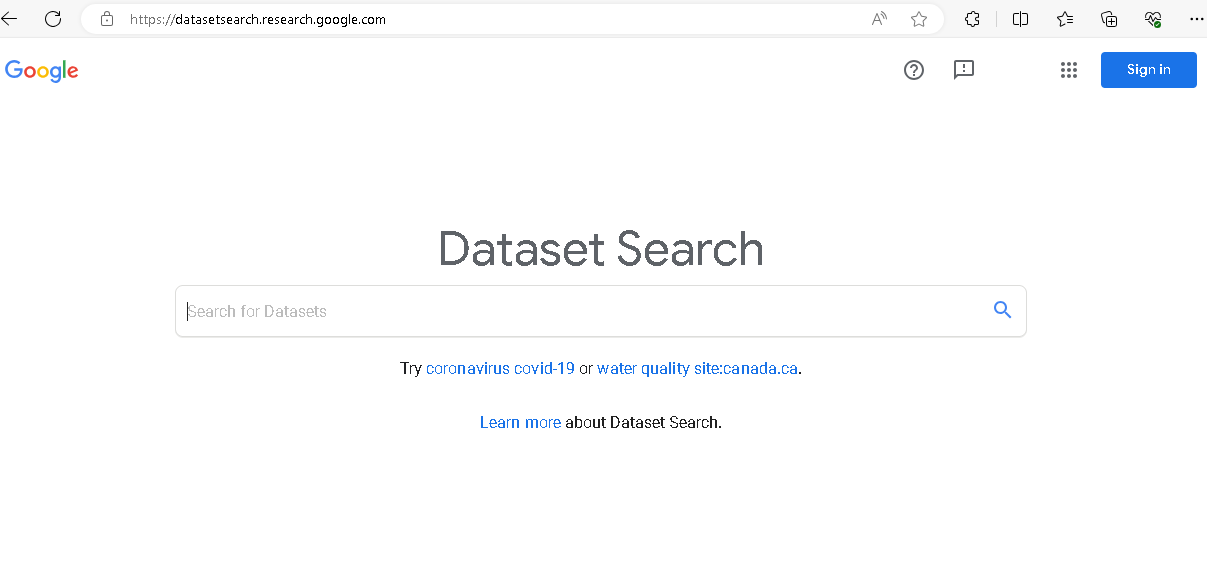 https://datasetsearch.research.google.com
Google
Sign in
Dataset Search
Search for Datasets
Try coronavirus covid-19 or water quality site:canada.ca.
Learn more about Dataset Search.